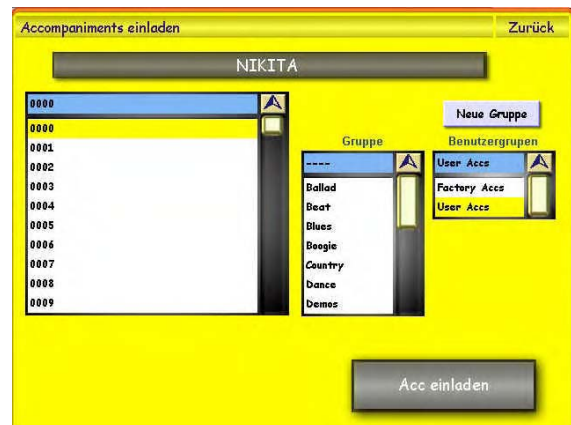 Accompaniments einladen
Zurück
NIKITA
0000
0000
0001
0002
0003
0004
0005
0006
0007
0008
0009
Gruppe
----
Ballad
Beat
Blues
Boogie
Country
Dance
Demos
Neue Gruppe
Benutzergrupen
User Accs
Factory Accs
User Accs
Acc einladen